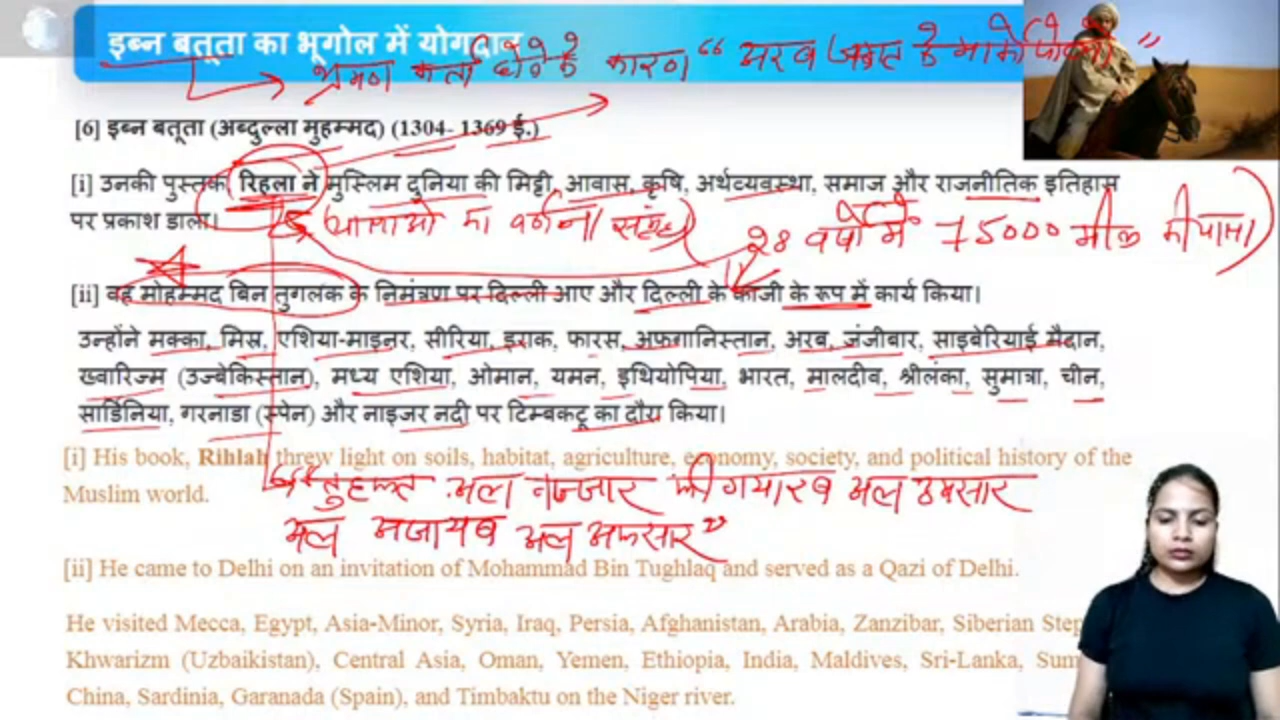 इब्न बतूता का भूगोल में योगदान
भ्रमण कर्ता होने के कारण “ अरब जगत के मार्कोपोलो ”
[6] इब्न बतूता (अब्दुल्ला मुहम्मद) (1304- 1369 ई.)
[i] उनकी पुस्तक, रिहला ने मुस्लिम दुनिया की मिट्टी, आवास, कृषि, अर्थव्यवस्था, समाज और राजनीतिक इतिहास
पर प्रकाश डाला।
(यात्राओ का वर्णन/ संग्रह)
28 वर्षों में 75000 मील की यात्रा)
[ii] वह मोहम्मद बिन तुगलक के निमंत्रण पर दिल्ली आए और दिल्ली के काजी के रूप में कार्य किया।
उन्होंने मक्का, मिस्र, एशिया-माइनर, सीरिया, इराक, फारस, अफगानिस्तान, अरब, जंजीबार, साइबेरियाई मैदान,
ख्वारिज्म (उज्बेकिस्तान), मध्य एशिया, ओमान, यमन, इथियोपिया, भारत, मालदीव, श्रीलंका, सुमात्रा, चीन,
सार्डिनिया, गरनाडा (स्पेन) और नाइजर नदी पर टिम्बकटू का दौरा किया।
[i] His book, Rihlah threw light on soils, habitat, agriculture, economy, society, and political history of the
“ अल नज्जार अल
Muslim world.
अल अजायब अल असफार”
[ii] He came to Delhi on an invitation of Mohammad Bin Tughlaq and served as a Qazi of Delhi.
He visited Mecca, Egypt, Asia-Minor, Syria, Iraq, Persia, Afghanistan, Arabia, Zanzibar, Siberian Step
Khwarizm (Uzbaikistan), Central Asia, Oman, Yemen, Ethiopia, India, Maldives, Sri-Lanka, Sum
China, Sardinia, Garanada (Spain), and Timbaktu on the Niger river.